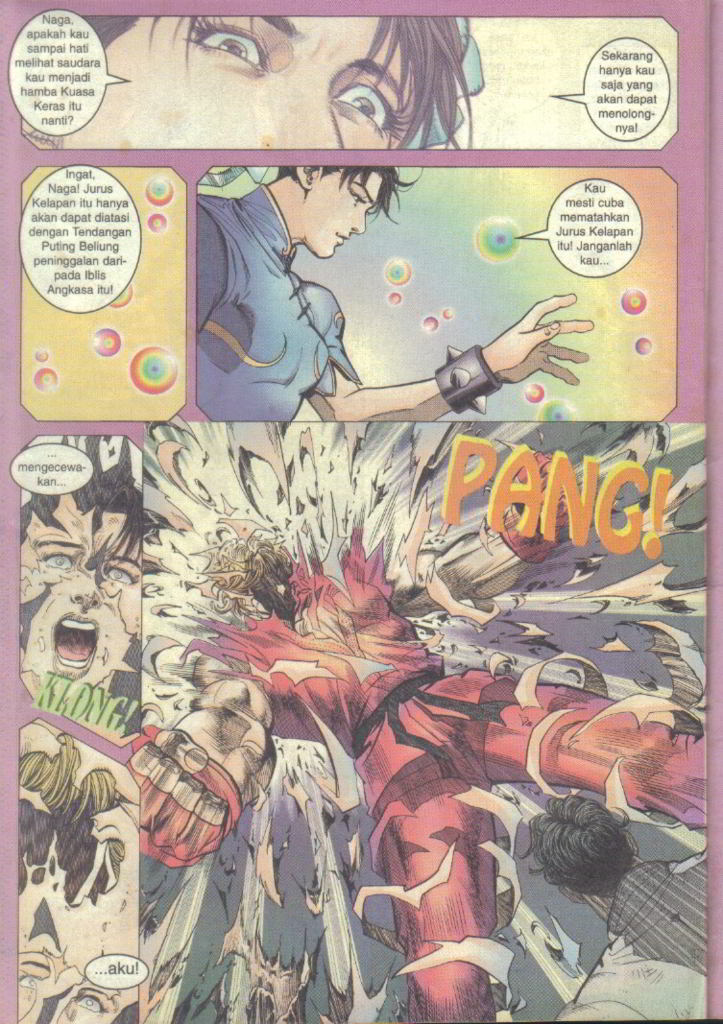 Naga,
apakah kau
sampai hati
melihat saudara
kau menjadi
hamba Kuasa
Keras itu
nanti?
Sekarang
hanya kau
saja yang
akan dapat
menolong-
nya!
Ingat,
Naga! Jurus
Kelapan itu hanya
akan dapat diatasi
dengan Tendangan
Puting Beliung
peninggalan dari-
pada Iblis
Angkasa itu!
Kau
mesti cuba
mematahkan
Jurus Kelapan
itu! Janganlah
kau...
...
mengecewa-
kan...
KLONG!
PANG!
...aku!